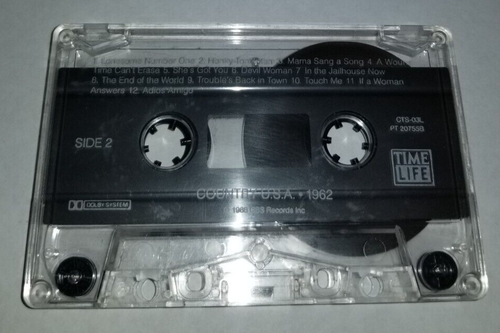 1. Lonesome Number One 2. Honky-Tonk Man 3. Mama Sang a Song 4. A Wound
Time Can't Erase 5. She's Got You 6. Devil Woman 7 In the Jailhouse Now
8. The End of the World 9. Trouble's Back in Town 10. Touch Me 11 If a Woman
Answers 12. Adios Amigo
CTS-03L
PT 20755B
SIDE 2
TIME
LIFE
DOLBY SYSTEM
COUNTRY U.S.A. • 1962
1988 CBS Records Inc